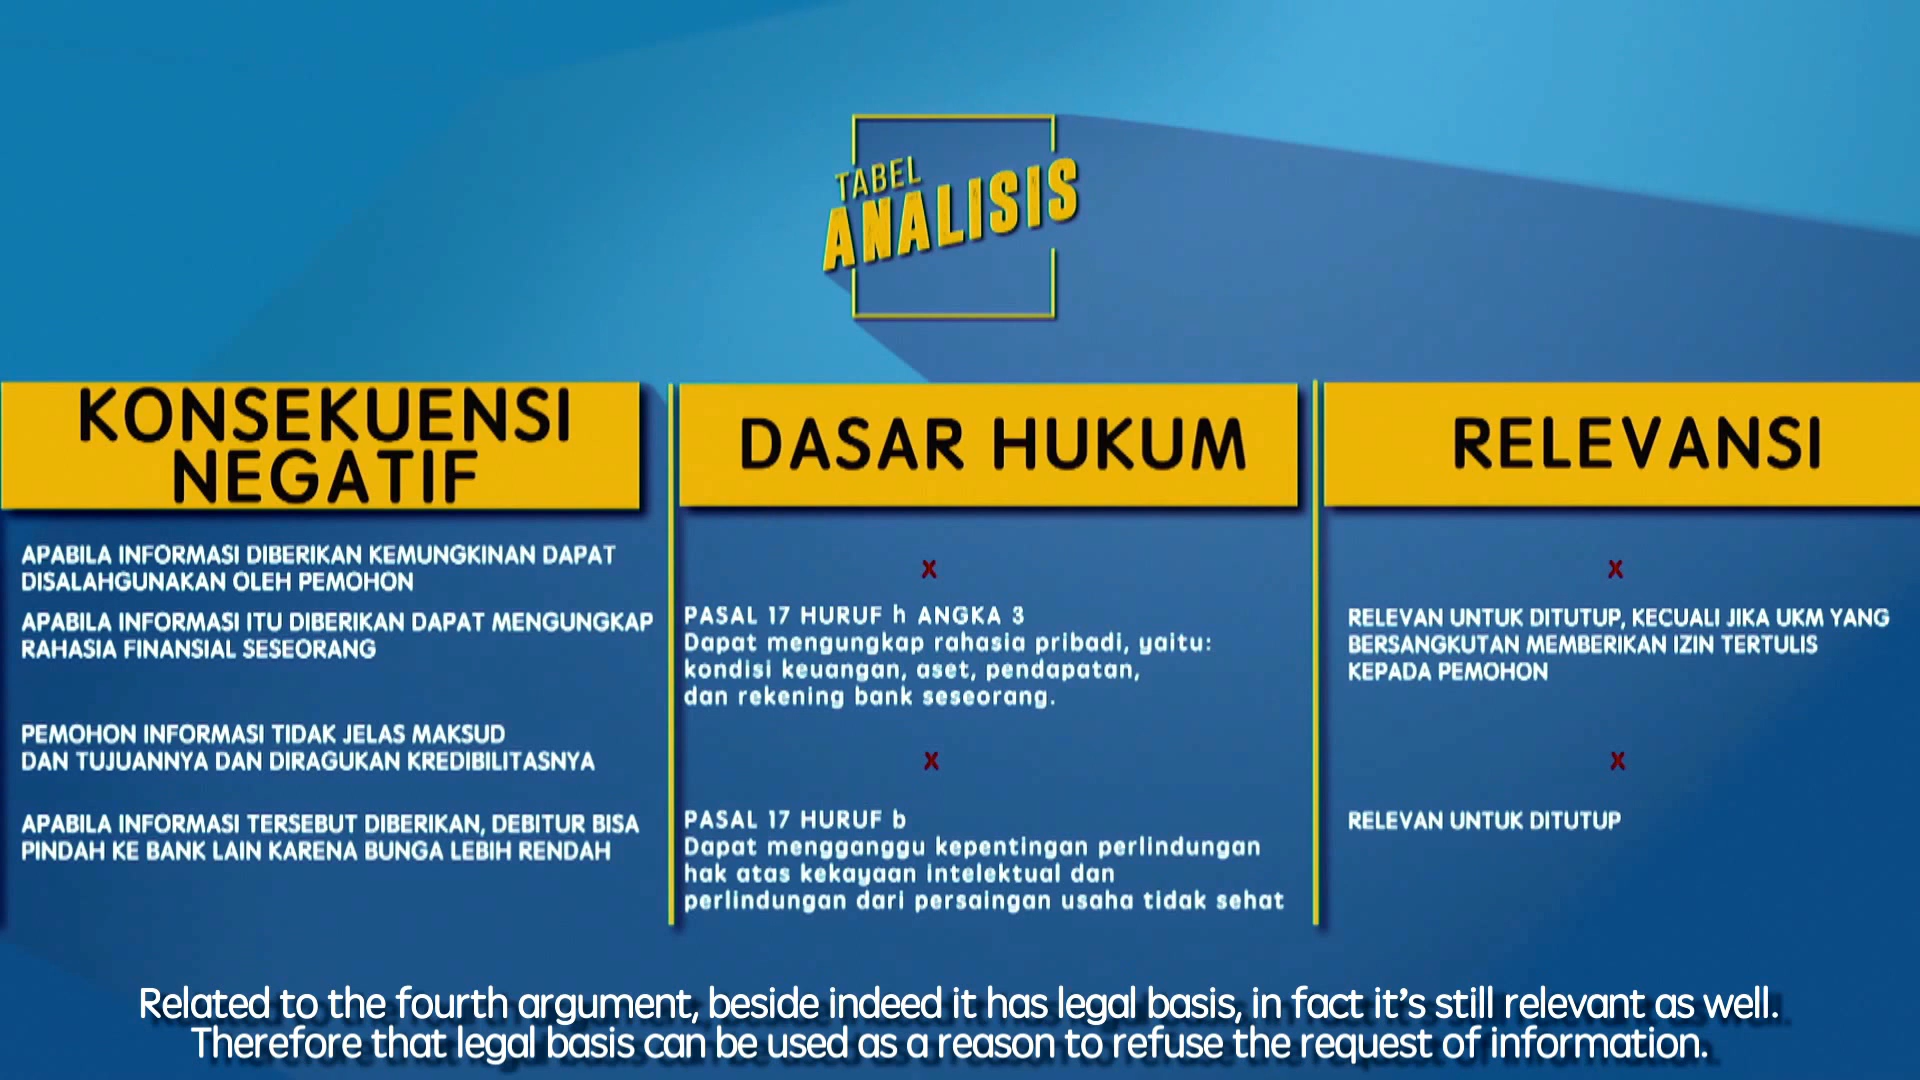 TABEL
ANALISIS
KONSEKUENSI
NEGATIF
DASAR HUKUM
RELEVANSI
APABILA INFORMASI DIBERIKAN KEMUNGKINAN DAPAT
DISALAHGUNAKAN OLEH PEMOHON
x
x
APABILA INFORMASI ITU DIBERIKAN DAPAT MENGUNGKAP
RAHASIA FINANSIAL SESEORANG
PASAL 17 HURUF h ANGKA 3
Dapat mengungkap rahasia pribadi, yaitu:
kondisi keuangan, aset, pendapatan,
dan rekening bank seseorang.
RELEVAN UNTUK DITUTUP, KECUALI JIKA UKM YANG
BERSANGKUTAN MEMBERIKAN IZIN TERTULIS
KEPADA PEMOHON
PEMOHON INFORMASI TIDAK JELAS MAKSUD
DAN TUJUANNYA DAN DIRAGUKAN KREDIBILITASNYA
x
x
APABILA INFORMASI TERSEBUT DIBERIKAN, DEBITUR BISA
PINDAH KE BANK LAIN KARENA BUNGA LEBIH RENDAH
PASAL 17 HURUF b
Dapat mengganggu kepentingan perlindungan
hak atas kekayaan intelektual dan
perlindungan dari persaingan usaha tidak sehat
RELEVAN UNTUK DITUTUP
Related to the fourth argument, beside indeed it has legal basis, in fact it's still relevant as well.
Therefore that legal basis can be used as a reason to refuse the request of information.